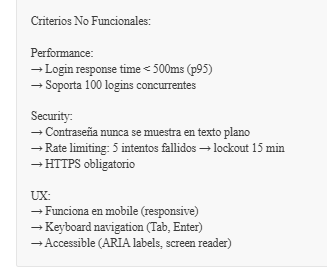 Criterios No Funcionales:
Performance:
→ Login response time < 500ms (p95)
→ Soporta 100 logins concurrentes
Security:
→ Contraseña nunca se muestra en texto plano
→ Rate limiting: 5 intentos fallidos → lockout 15 min
→ HTTPS obligatorio
UX:
→ Funciona en mobile (responsive)
→ Keyboard navigation (Tab, Enter)
→ Accessible (ARIA labels, screen reader)